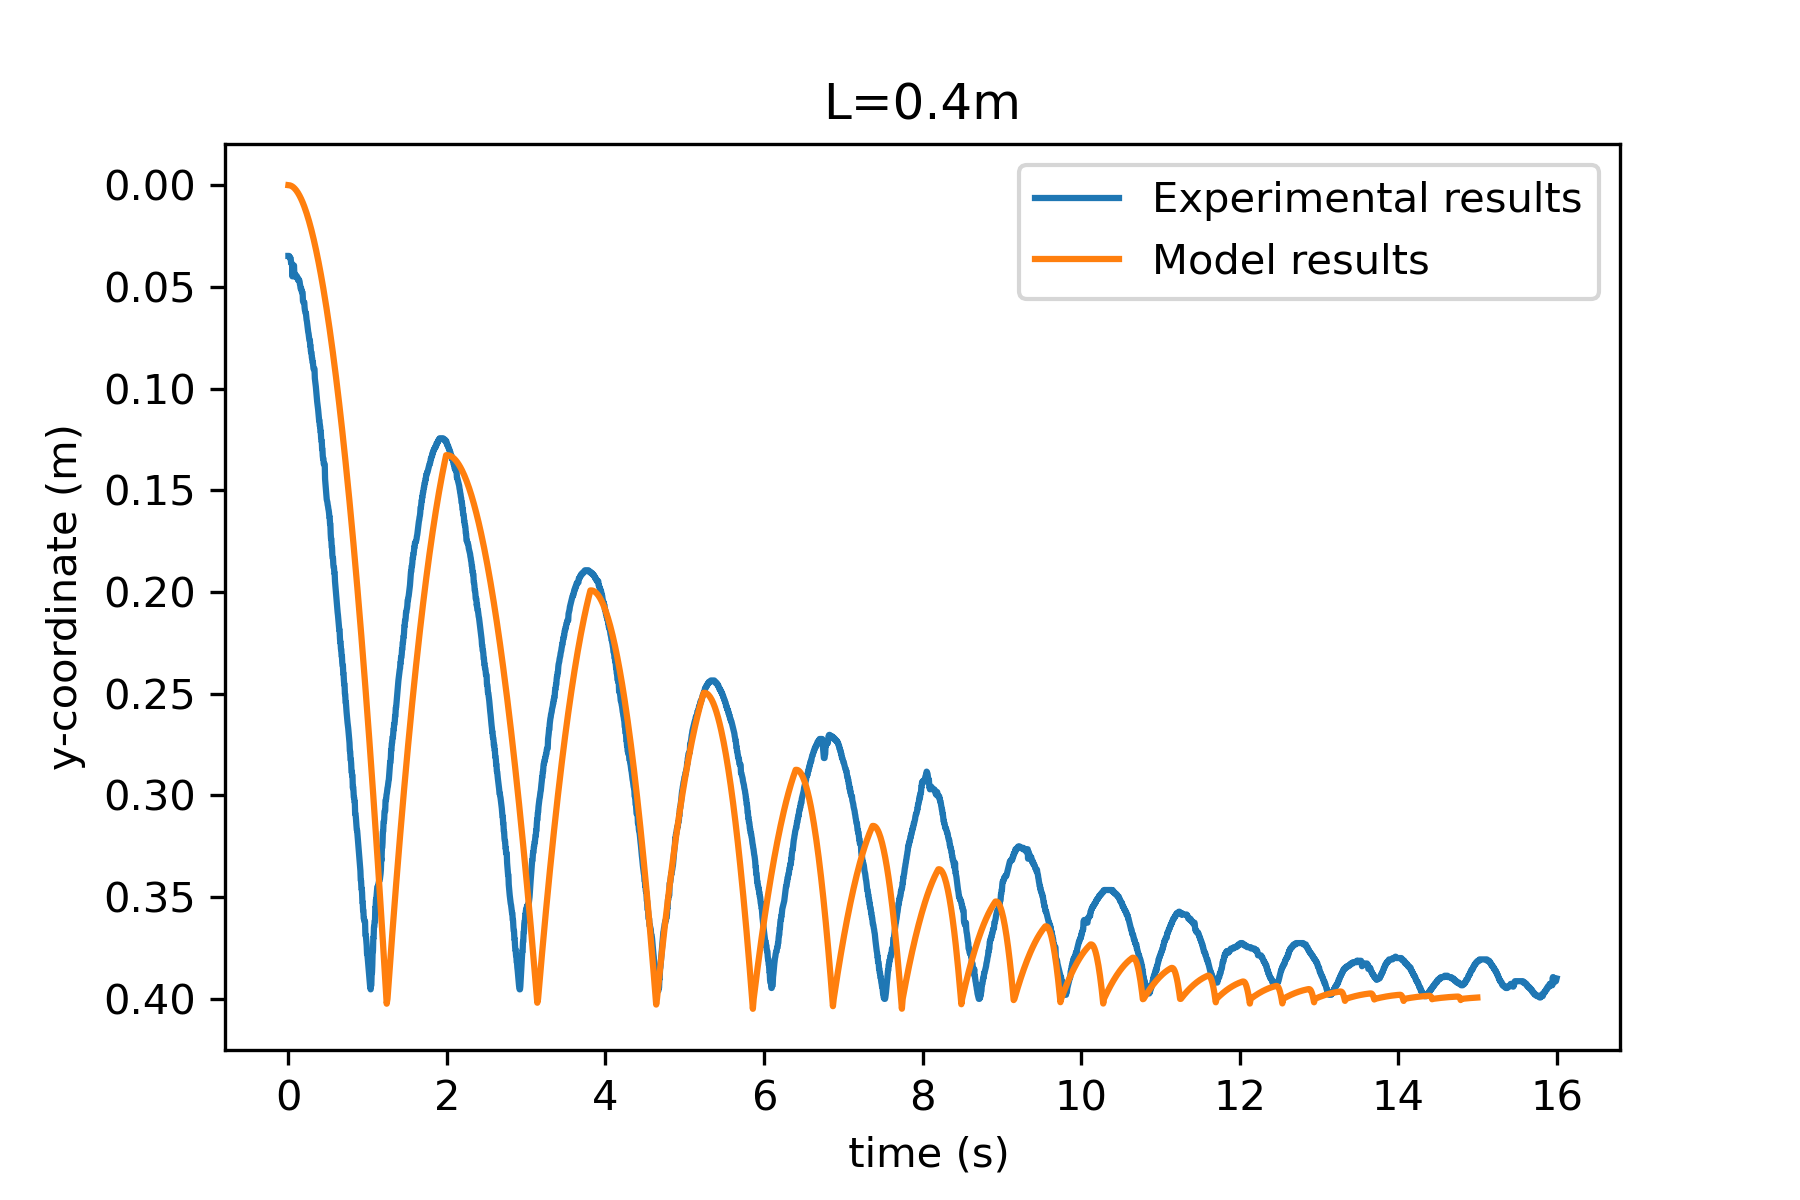 L=0.4m
Experimental results
Model results
y-coordinate (m)
0.00
0.05
0.10
0.15
0.20
0.25
0.30
0.35
0.40
0 2 4 6 8 10 12 14 16
time (s)